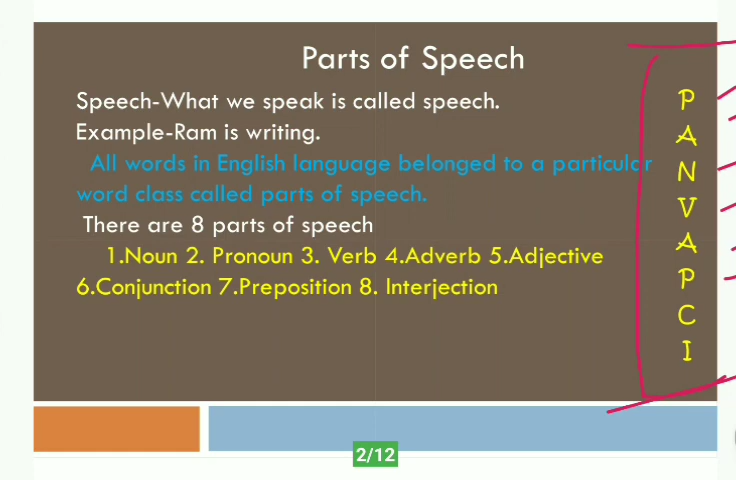 Parts of Speech
Speech-What we speak is called speech.
Example-Ram is writing.
All words in English language belonged to a particular
word class called parts of speech.
There are 8 parts of speech
1.Noun 2. Pronoun 3. Verb 4.Adverb 5.Adjective
6.Conjunction 7.Preposition 8. Interjection
P
A
N
V
A
P
C
I
2/12